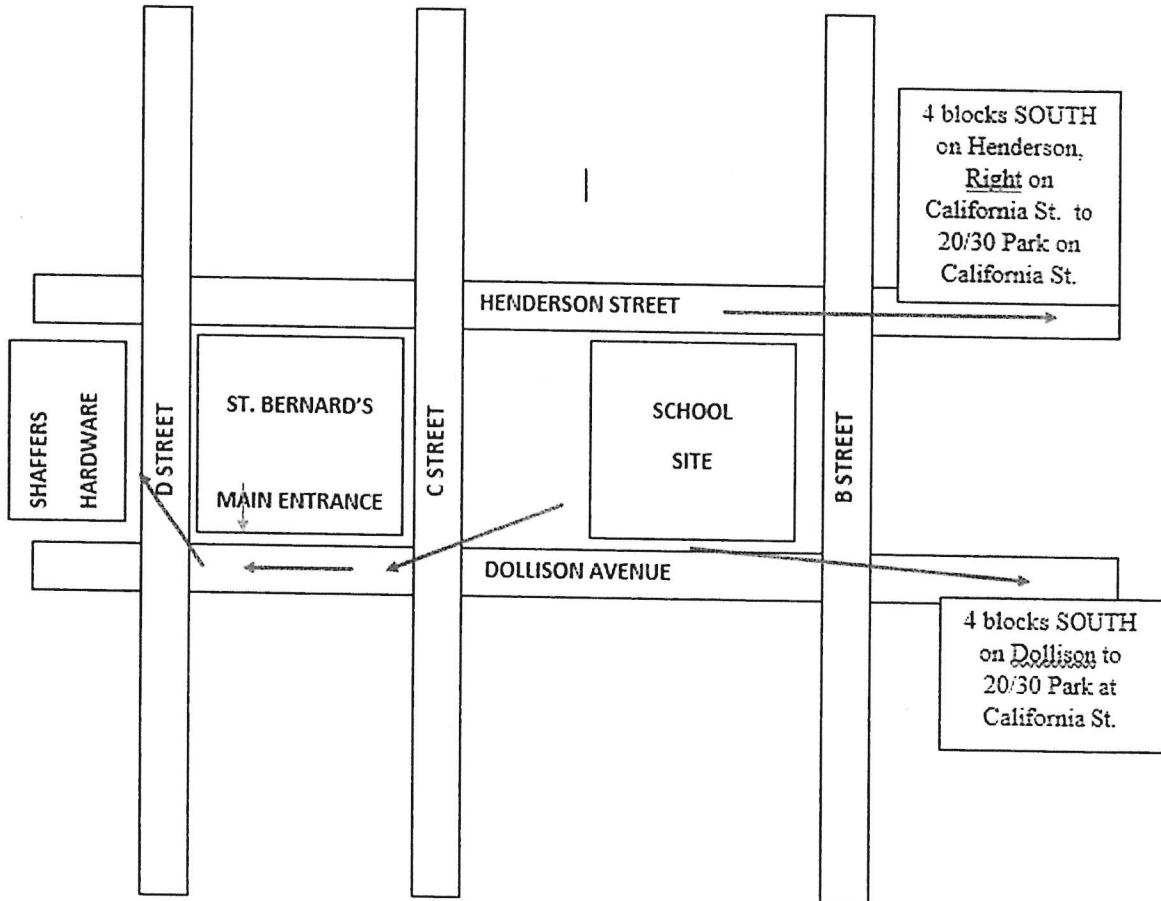 4 blocks SOUTH
on Henderson,
Right on
California St. to
20/30 Park on
California St.
HENDERSON STREET
SHAFFERS
HARDWARE
D STREET
ST. BERNARD'S
MAIN ENTRANCE
C STREET
SCHOOL
SITE
B STREET
DOLLISON AVENUE
4 blocks SOUTH
on Dollison to
20/30 Park at
California St.